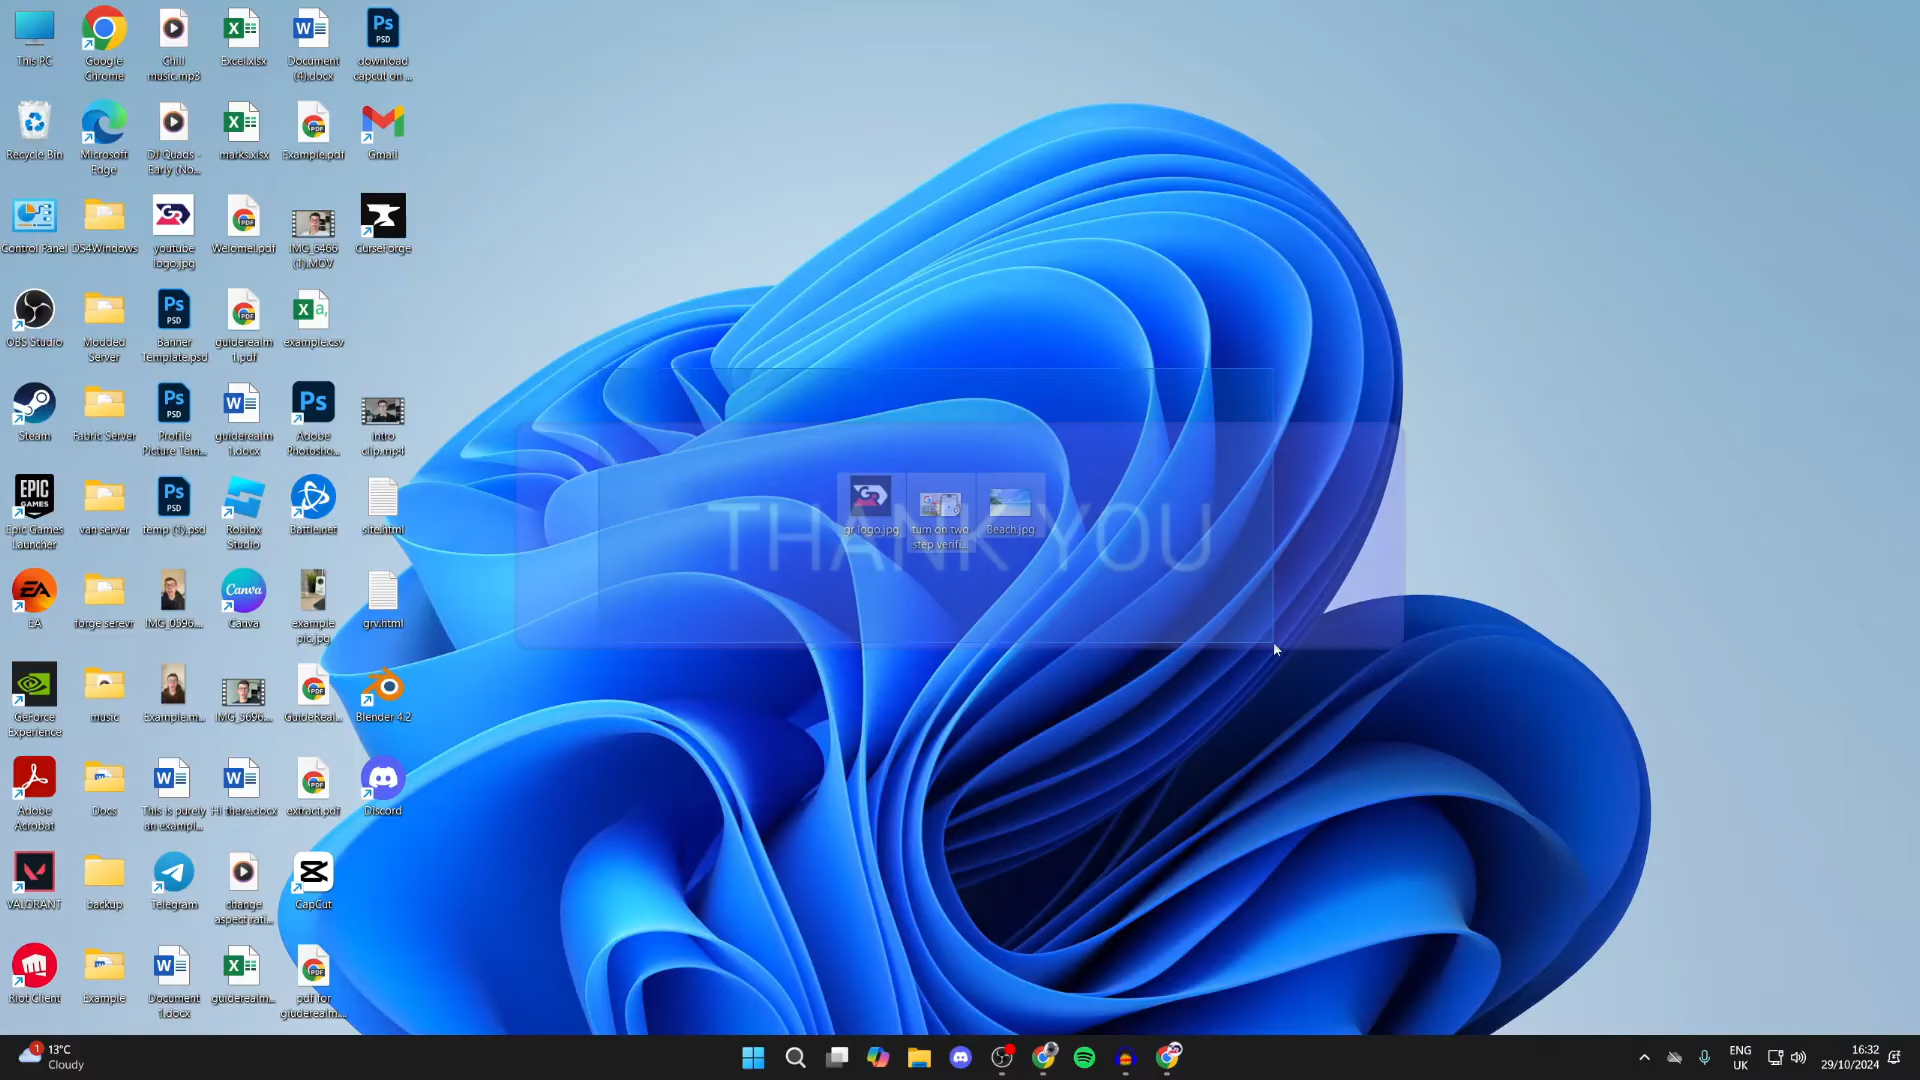 This PC
Google
Chrome
Chill
music.mp3
Excel.xlsx
Document
(4).docx
download
capcut on ...
Recycle Bin
Microsoft
Edge
DJ Quads -
Early (No...
marks.xlsx
Example.pdf
Gmail
Control Panel
DS4Windows
youtube
logo.jpg
Welome!.pdf
IMG_6466
(1).MOV
CurseForge
OBS Studio
Modded
Server
Banner
Template.psd
guiderealm
1.pdf
example.csv
Steam
Fabric Server
Profile
Picture Tem...
guiderealm
1.docx
Adobe
Photosho...
intro
clip.mp4
Epic Games
Launcher
van server
temp (1).psd
Roblox
Studio
Battle.net
site.html
gr logo.jpg
turn on two
step verifi...
Beach.jpg
THANK YOU
EA
forge serevr
IMG_0596...
Canva
example
pic.jpg
grv.html
GeForce
Experience
music
Example.m...
IMG_3696...
GuideReal...
Blender 4.2
Adobe
Acrobat
Docs
This is purely
an exampl...
Hi there.docx
extract.pdf
Discord
VALORANT
backup
Telegram
change
aspect rati...
CapCut
Riot Client
Example
Document
1.docx
guiderealm...
pdf for
giuderealm....
1
13°C
Cloudy
ENG
UK
16:32
29/10/2024